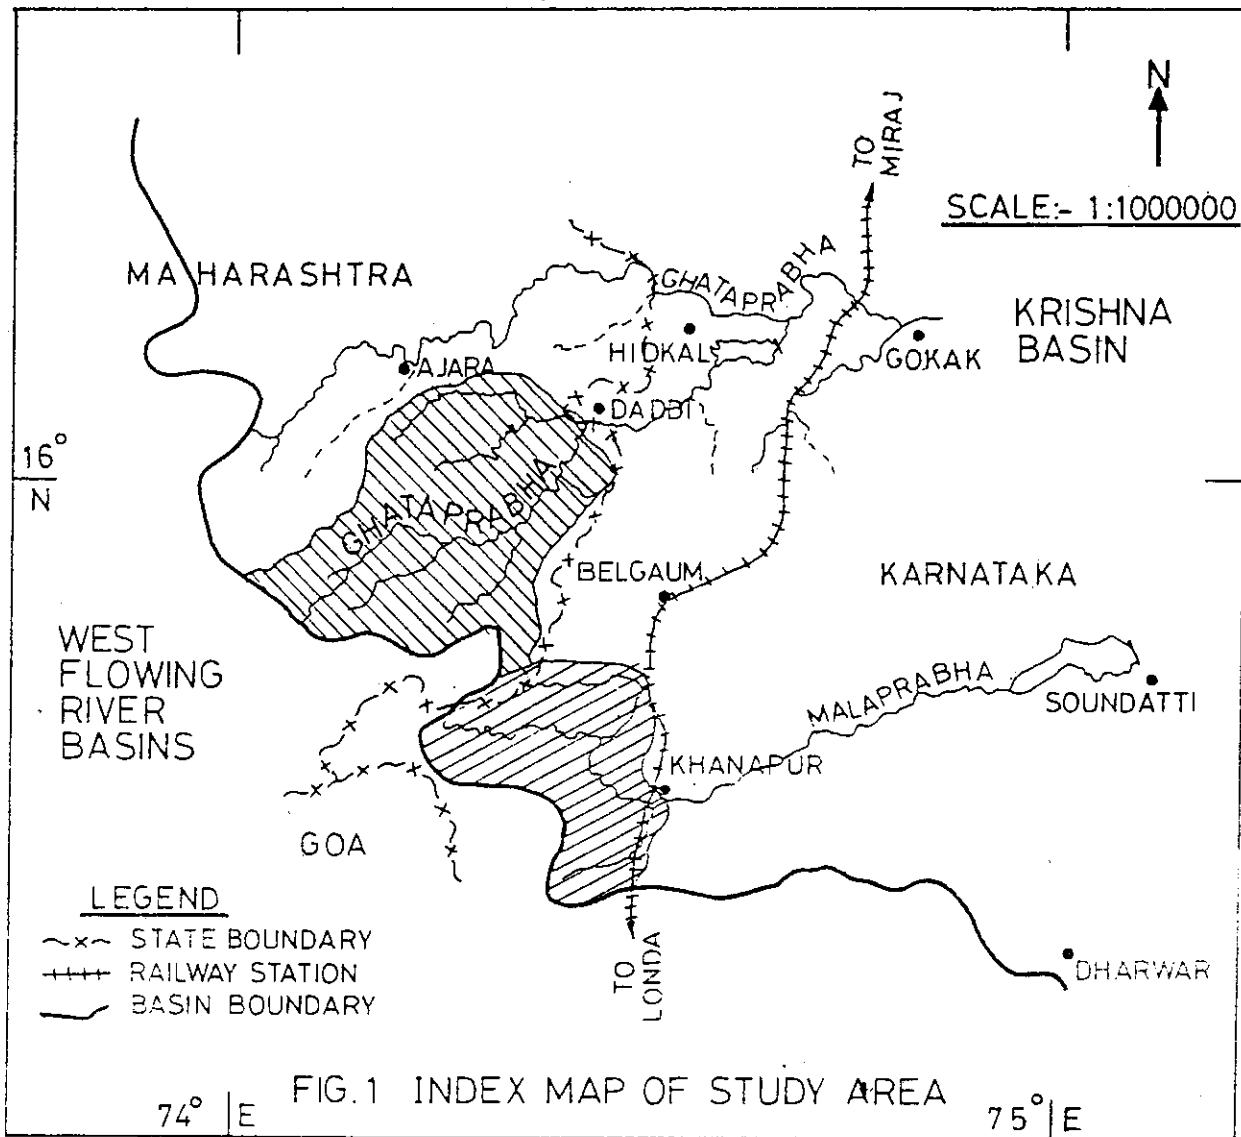 N
TO
MIRAJ
SCALE:- 1:1000000
MAHARASHTRA
GHATAPRABHA
KRISHNA
BASIN
HIDKAL
GOKAK
AJARA
DADDI
16°
N
GHATAPRABHA
BELGAUM
KARNATAKA
WEST
FLOWING
RIVER
BASINS
MALAPRABHA
SOUNDATTI
KHANAPUR
GOA
LEGEND
STATE BOUNDARY
RAILWAY STATION
BASIN BOUNDARY
TO
LONDA
DHARWAR
FIG.1 INDEX MAP OF STUDY AREA
74° E
75° E